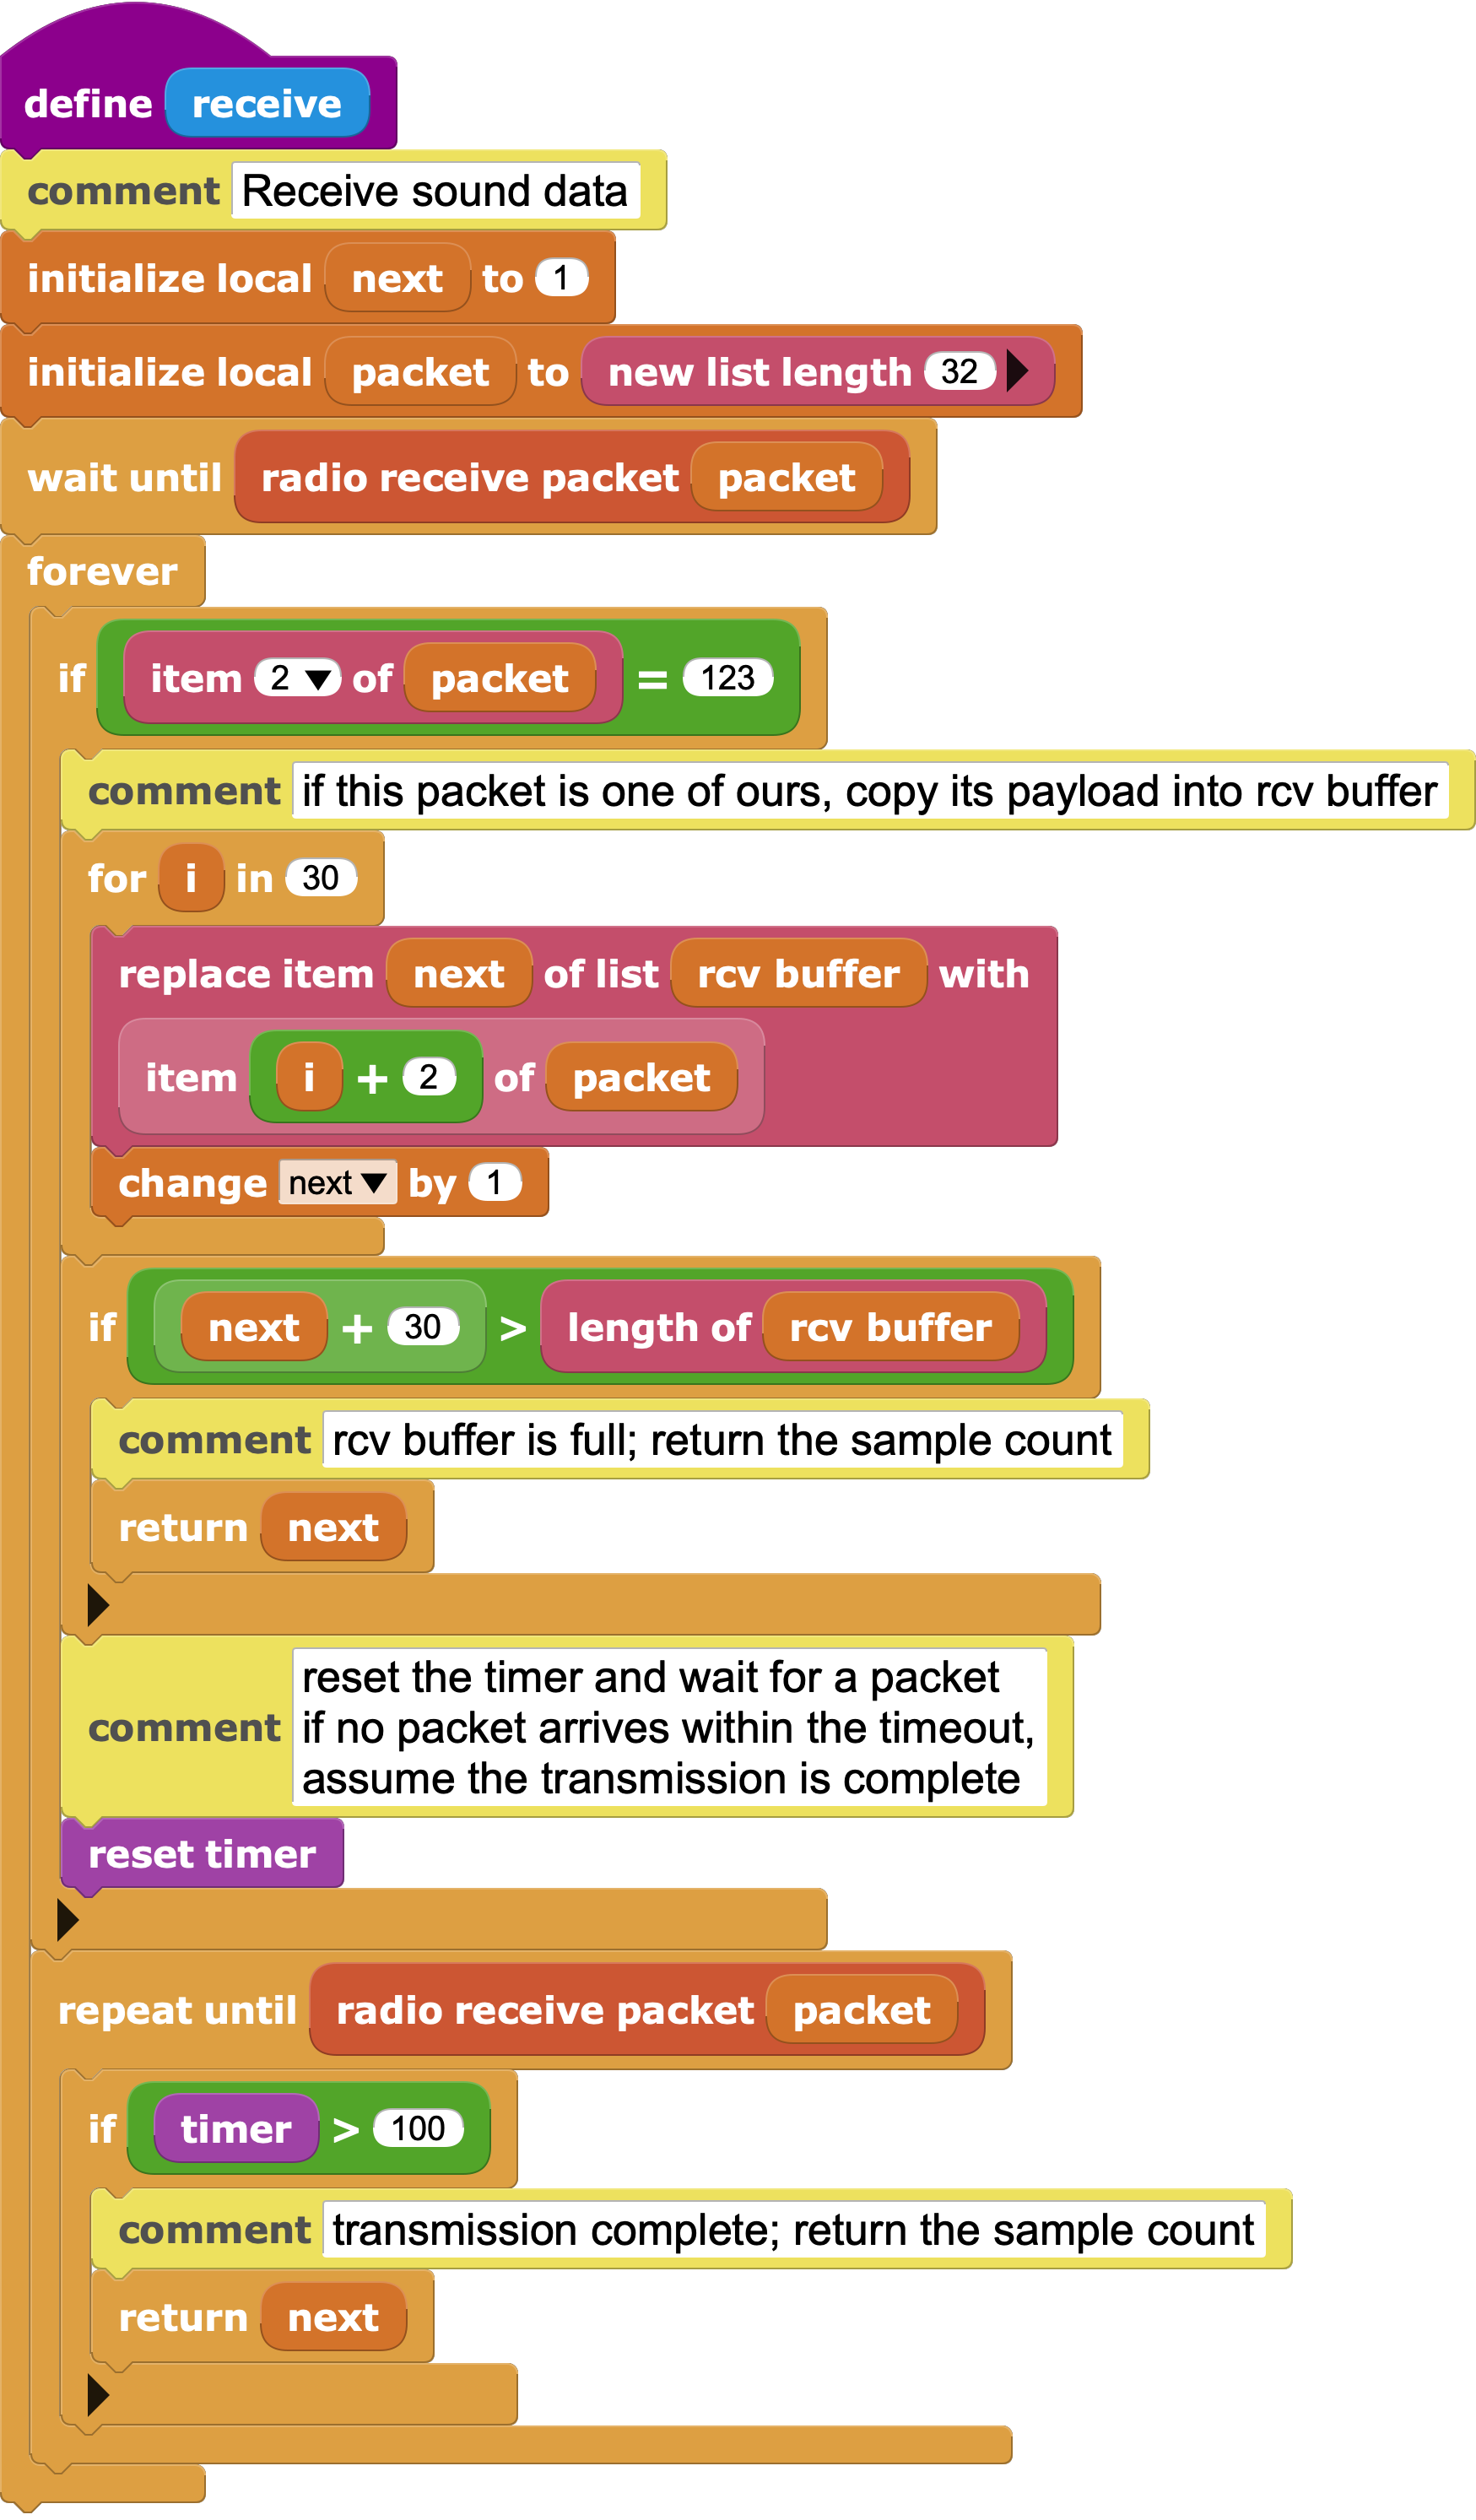 define receive
comment Receive sound data
initialize local next to 1
initialize local packet to new list length 32
wait until radio receive packet packet
forever
if item 2 of packet = 123
comment if this packet is one of ours, copy its payload into rcv buffer
for i in 30
replace item next of list rcv buffer with
item i + 2 of packet
change next by 1
if next + 30 > length of rcv buffer
comment rcv buffer is full; return the sample count
return next
reset the timer and wait for a packet
comment if no packet arrives within the timeout,
assume the transmission is complete
reset timer
repeat until radio receive packet packet
if timer > 100
comment transmission complete; return the sample count
return next